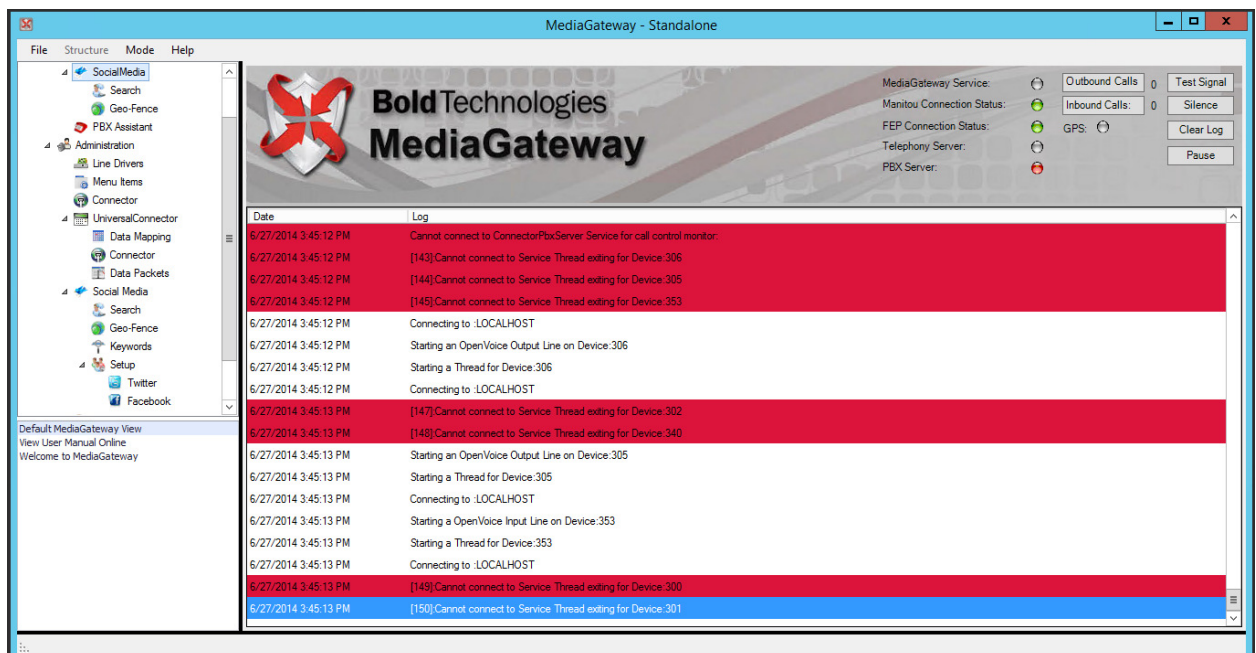 MediaGateway - Standalone
File Structure Mode Help
SocialMedia
Search
Geo-Fence
PBX Assistant
Administration
Line Drivers
Menu Items
Connector
UniversalConnector
Data Mapping
Connector
Data Packets
Social Media
Search
Geo-Fence
Keywords
Setup
Twitter
Facebook
Default MediaGateway View
View User Manual Online
Welcome to MediaGateway
BoldTechnologies
MediaGateway
MediaGateway Service:
Manitou Connection Status:
FEP Connection Status:
Telephony Server:
PBX Server:
Outbound Calls 0
Inbound Calls: 0
GPS:
Test Signal
Silence
Clear Log
Pause
Date Log
6/27/2014 3:45:12 PM Cannot connect to ConnectorPbxServer Service for call control monitor:
6/27/2014 3:45:12 PM [143]:Cannot connect to Service Thread exiting for Device:306
6/27/2014 3:45:12 PM [144]:Cannot connect to Service Thread exiting for Device:305
6/27/2014 3:45:12 PM [145]:Cannot connect to Service Thread exiting for Device:353
6/27/2014 3:45:12 PM Connecting to :LOCALHOST
6/27/2014 3:45:12 PM Starting an OpenVoice Output Line on Device:306
6/27/2014 3:45:12 PM Starting a Thread for Device:306
6/27/2014 3:45:12 PM Connecting to :LOCALHOST
6/27/2014 3:45:13 PM [147]:Cannot connect to Service Thread exiting for Device:302
6/27/2014 3:45:13 PM [148]:Cannot connect to Service Thread exiting for Device:340
6/27/2014 3:45:13 PM Starting an OpenVoice Output Line on Device:305
6/27/2014 3:45:13 PM Starting a Thread for Device:305
6/27/2014 3:45:13 PM Connecting to :LOCALHOST
6/27/2014 3:45:13 PM Starting a OpenVoice Input Line on Device:353
6/27/2014 3:45:13 PM Starting a Thread for Device:353
6/27/2014 3:45:13 PM Connecting to :LOCALHOST
6/27/2014 3:45:13 PM [149]:Cannot connect to Service Thread exiting for Device:300
6/27/2014 3:45:13 PM [150]:Cannot connect to Service Thread exiting for Device:301